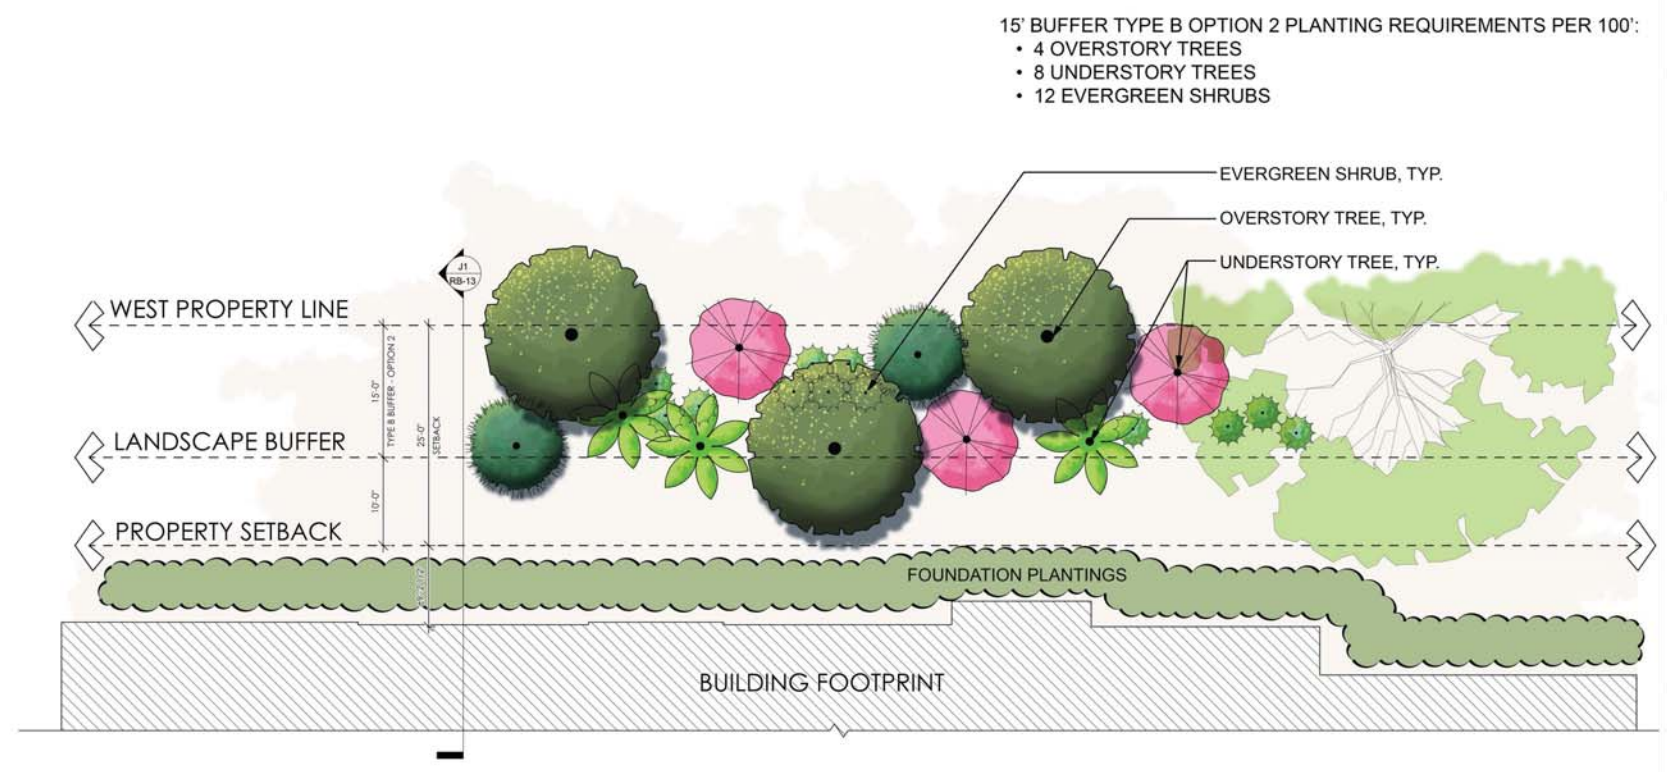 15' BUFFER TYPE B OPTION 2 PLANTING REQUIREMENTS PER 100':
• 4 OVERSTORY TREES
• 8 UNDERSTORY TREES
• 12 EVERGREEN SHRUBS
EVERGREEN SHRUB, TYP.
OVERSTORY TREE, TYP.
UNDERSTORY TREE, TYP.
J1
RB-13
WEST PROPERTY LINE
15'-0"
TYPE B BUFFER - OPTION 2
25'-0"
SETBACK
LANDSCAPE BUFFER
10'-0"
PROPERTY SETBACK
FOUNDATION PLANTINGS
BUILDING FOOTPRINT